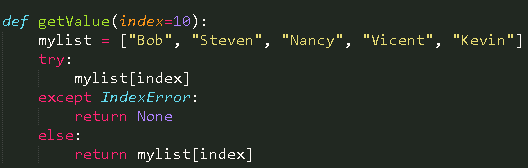 def getValue(index=10):
    mylist = ["Bob", "Steven", "Nancy", "Vicent", "Kevin"]
    try:
        mylist[index]
    except IndexError:
        return None
    else:
        return mylist[index]